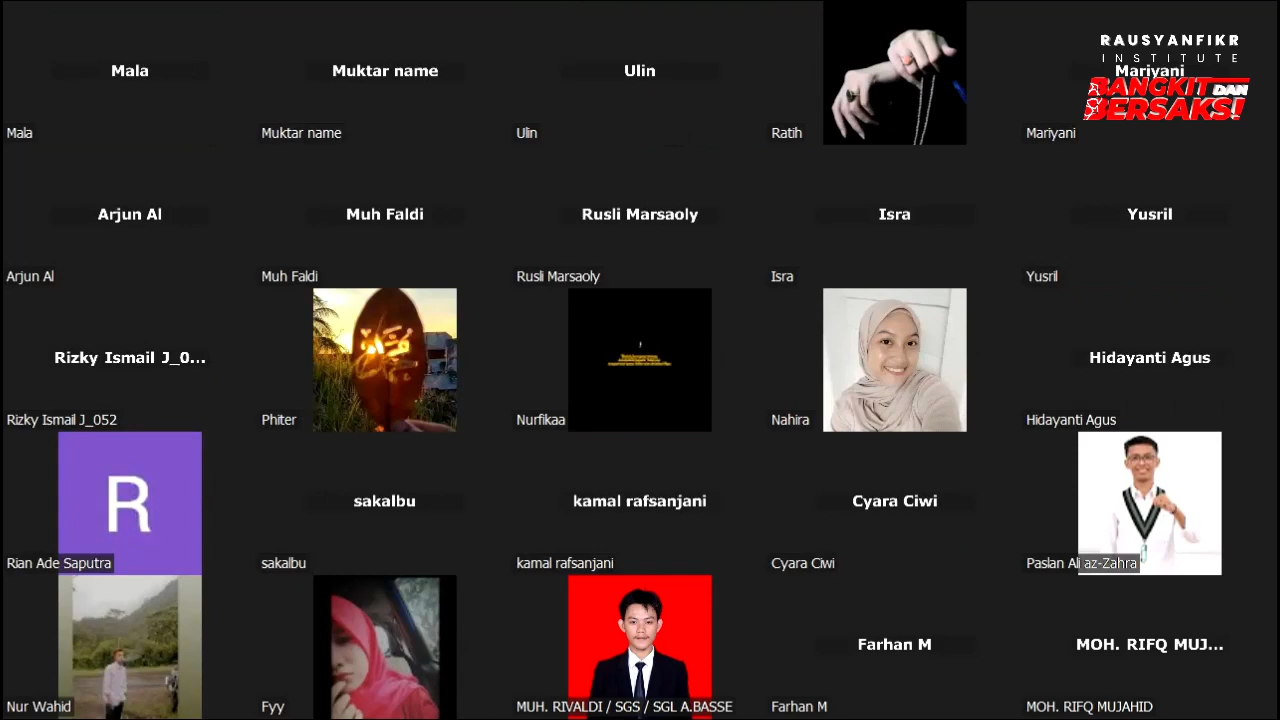 Mala
Muktar name
Ulin
RAUSYANFIKR
INSTITUTE
Mariyani
BANGKIT DAN
BERSAKSI
Mala
Muktar name
Ulin
Ratih
Mariyani
Arjun Al
Muh Faldi
Rusli Marsaoly
Isra
Yusril
Arjun Al
Muh Faldi
Rusli Marsaoly
Isra
Yusril
Rizky Ismail J_0...
Hidayanti Agus
Rizky Ismail J_052
Phiter
Nurfikaa
Nahira
Hidayanti Agus
R
sakalbu
kamal rafsanjani
Cyara Ciwi
Rian Ade Saputra
sakalbu
kamal rafsanjani
Cyara Ciwi
Paslan Ali az-Zahra
Farhan M
MOH. RIFQ MUJ...
Nur Wahid
Fyy
MUH. RIVALDI / SGS / SGL A.BASSE
Farhan M
MOH. RIFQ MUJAHID